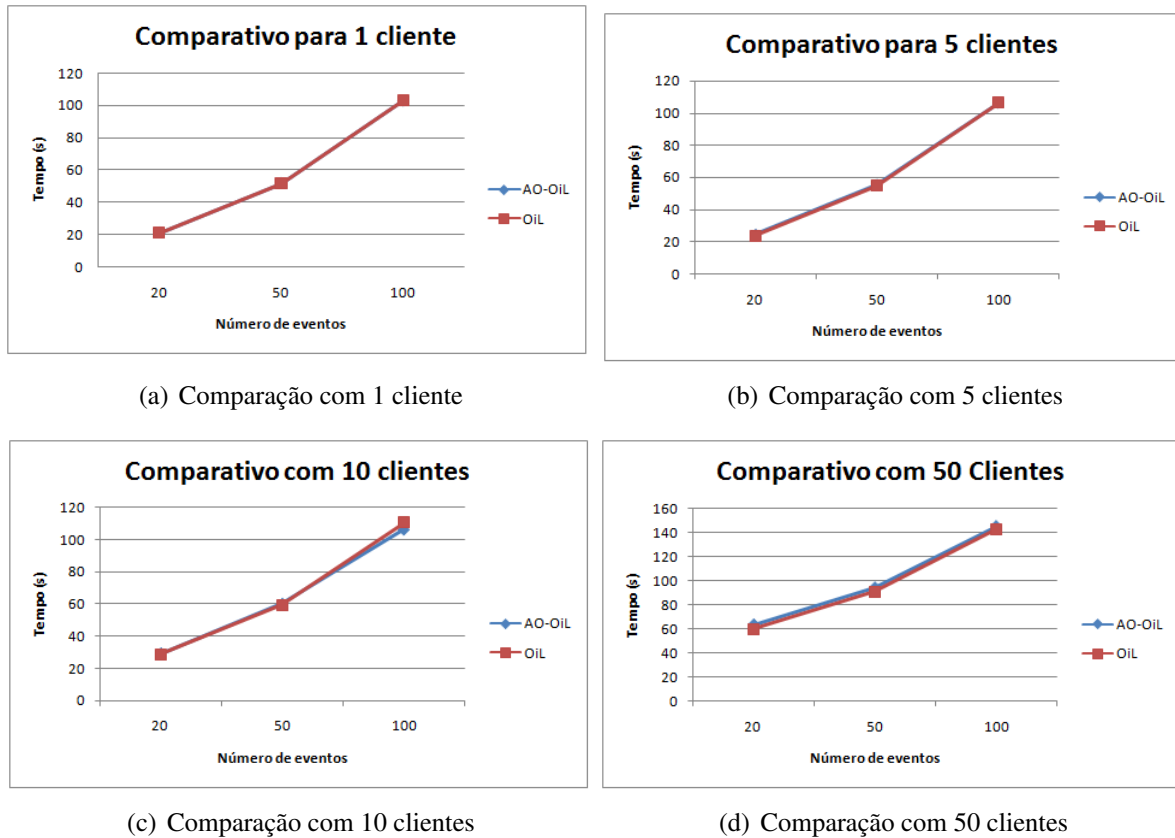 Comparativo para 1 cliente
120
100
80
60
40
20
0
Tempo (s)
20 50 100
Número de eventos
AO-OiL
OiL
(a) Comparação com 1 cliente
Comparativo para 5 clientes
120
100
80
60
40
20
0
Tempo (s)
20 50 100
Número de eventos
AO-OiL
OiL
(b) Comparação com 5 clientes
Comparativo com 10 clientes
120
100
80
60
40
20
0
Tempo (s)
20 50 100
Número de eventos
AO-OiL
OiL
(c) Comparação com 10 clientes
Comparativo com 50 Clientes
160
140
120
100
80
60
40
20
0
Tempo (s)
20 50 100
Número de eventos
AO-OiL
OiL
(d) Comparação com 50 clientes